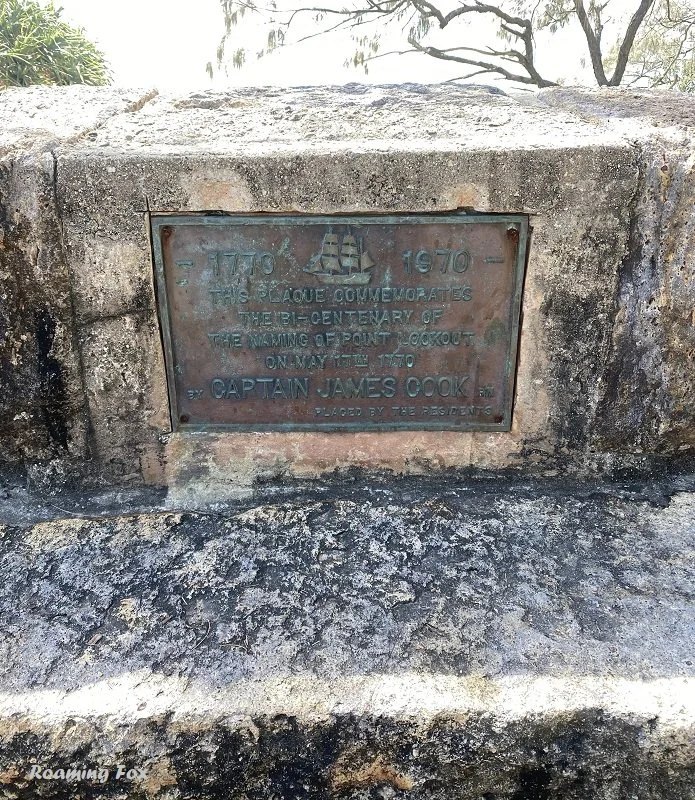 - 1770 1970 -
THIS PLAQUE COMMEMORATES
THE BI-CENTENARY OF
THE NAMING OF POINT LOOKOUT
ON MAY 17TH 1770
BY CAPTAIN JAMES COOK R.N.
PLACED BY THE RESIDENTS
Roaming Fox